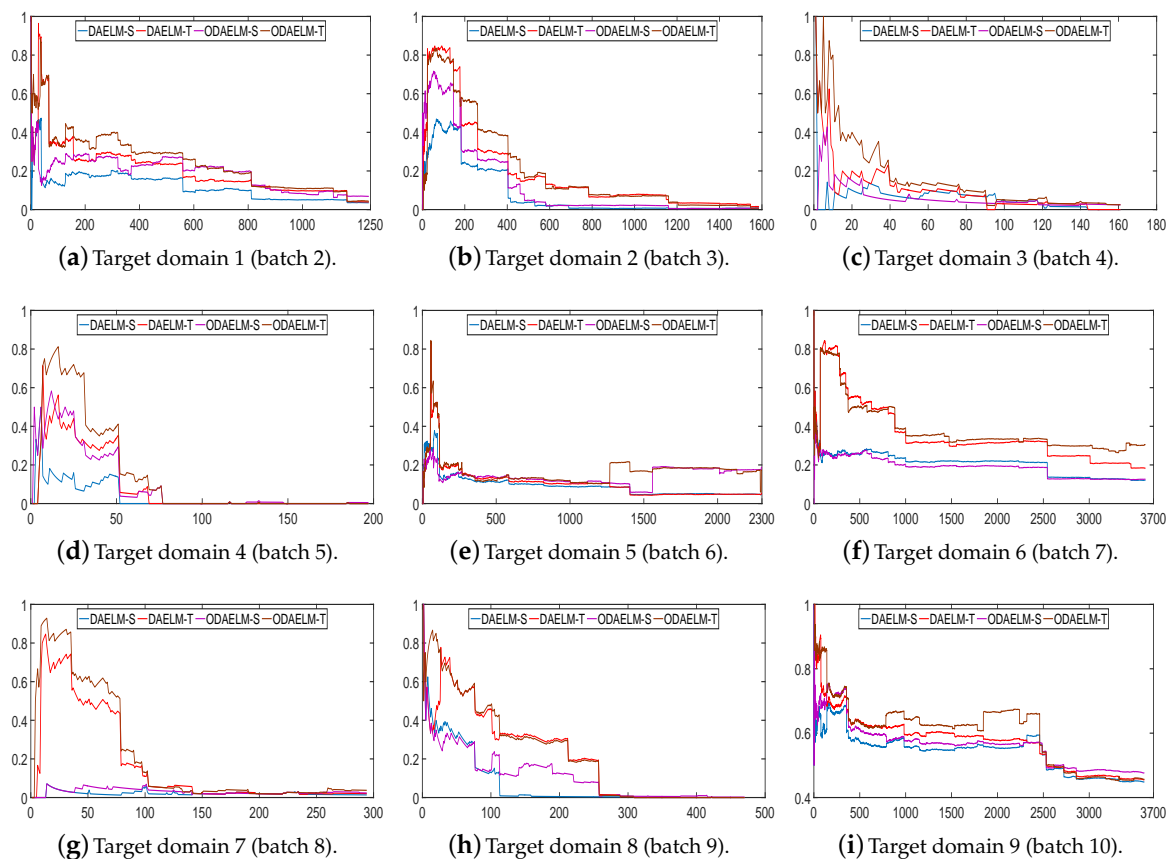 DAELM-S DAELM-T ODAELM-S ODAELM-T
1
0.8
0.6
0.4
0.2
0
0 200 400 600 800 1000 1250
(a) Target domain 1 (batch 2).
DAELM-S DAELM-T ODAELM-S ODAELM-T
1
0.8
0.6
0.4
0.2
0
0 200 400 600 800 1000 1200 1400 1600
(b) Target domain 2 (batch 3).
DAELM-S DAELM-T ODAELM-S ODAELM-T
1
0.8
0.6
0.4
0.2
0
0 20 40 60 80 100 120 140 160 180
(c) Target domain 3 (batch 4).
DAELM-S DAELM-T ODAELM-S ODAELM-T
1
0.8
0.6
0.4
0.2
0
0 50 100 150 200
(d) Target domain 4 (batch 5).
DAELM-S DAELM-T ODAELM-S ODAELM-T
1
0.8
0.6
0.4
0.2
0
0 500 1000 1500 2000 2300
(e) Target domain 5 (batch 6).
DAELM-S DAELM-T ODAELM-S ODAELM-T
1
0.8
0.6
0.4
0.2
0
0 500 1000 1500 2000 2500 3000 3700
(f) Target domain 6 (batch 7).
DAELM-S DAELM-T ODAELM-S ODAELM-T
1
0.8
0.6
0.4
0.2
0
0 50 100 150 200 250 300
(g) Target domain 7 (batch 8).
DAELM-S DAELM-T ODAELM-S ODAELM-T
1
0.8
0.6
0.4
0.2
0
0 100 200 300 400 500
(h) Target domain 8 (batch 9).
DAELM-S DAELM-T ODAELM-S ODAELM-T
1
0.8
0.6
0.4
0 500 1000 1500 2000 2500 3000 3700
(i) Target domain 9 (batch 10).